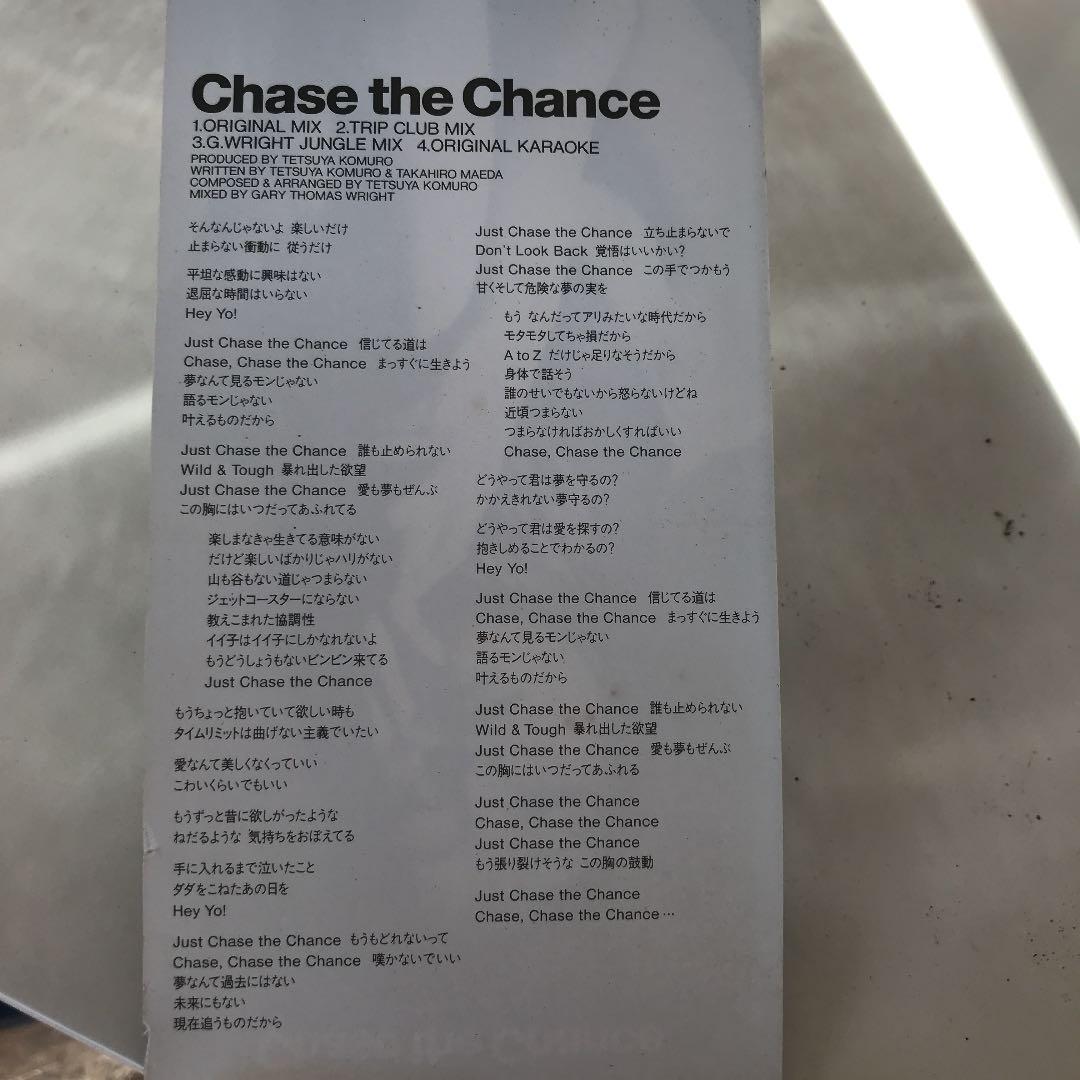 Chase the Chance
1.ORIGINAL MIX 2.TRIP CLUB MIX
3.G.WRIGHT JUNGLE MIX 4.ORIGINAL KARAOKE
PRODUCED BY TETSUYA KOMURO
WRITTEN BY TETSUYA KOMURO & TAKAHIRO MAEDA
COMPOSED & ARRANGED BY TETSUYA KOMURO
MIXED BY GARY THOMAS WRIGHT
そんなんじゃないよ 楽しいだけ
止まらない衝動に 従うだけ
平坦な感動に興味はない
退屈な時間はいらない
Hey Yo!
Just Chase the Chance 信じてる道は
Chase, Chase the Chance まっすぐに生きよう
夢なんて見るモンじゃない
語るモンじゃない
叶えるものだから
Just Chase the Chance 誰も止められない
Wild & Tough 暴れ出した欲望
Just Chase the Chance 愛も夢もぜんぶ
この胸にはいつだってあふれてる
楽しまなきゃ生きてる意味がない
だけど楽しいばかりじゃハリがない
山も谷もない道じゃつまらない
ジェットコースターにならない
教えこまれた協調性
イイ子はイイ子にしかなれないよ
もうどうしょうもないビンビン来てる
Just Chase the Chance
もうちょっと抱いていて欲しい時も
タイムリミットは曲げない主義でいたい
愛なんて美しくなくっていい
こわいくらいでもいい
もうずっと昔に欲しがったような
ねだるような 気持ちをおぼえてる
手に入れるまで泣いたこと
ダダをこねたあの日を
Hey Yo!
Just Chase the Chance もうもどれないって
Chase, Chase the Chance 嘆かないでいい
夢なんて過去にはない
未来にもない
現在追うものだから
Just Chase the Chance 立ち止まらないで
Don't Look Back 覚悟はいいかい?
Just Chase the Chance この手でつかもう
甘くそして危険な夢の実を
もう なんだってアリみたいな時代だから
モタモタしてちゃ損だから
A to Z だけじゃ足りなそうだから
身体で話そう
誰のせいでもないから怒らないけどね
近頃つまらない
つまらなければおかしくすればいい
Chase, Chase the Chance
どうやって君は夢を守るの?
かかえきれない夢守るの?
どうやって君は愛を探すの?
抱きしめることでわかるの?
Hey Yo!
Just Chase the Chance 信じてる道は
Chase, Chase the Chance まっすぐに生きよう
夢なんて見るモンじゃない
語るモンじゃない
叶えるものだから
Just Chase the Chance 誰も止められない
Wild & Tough 暴れ出した欲望
Just Chase the Chance 愛も夢もぜんぶ
この胸にはいつだってあふれる
Just Chase the Chance
Chase, Chase the Chance
Just Chase the Chance
もう張り裂けそうな この胸の鼓動
Just Chase the Chance
Chase, Chase the Chance…